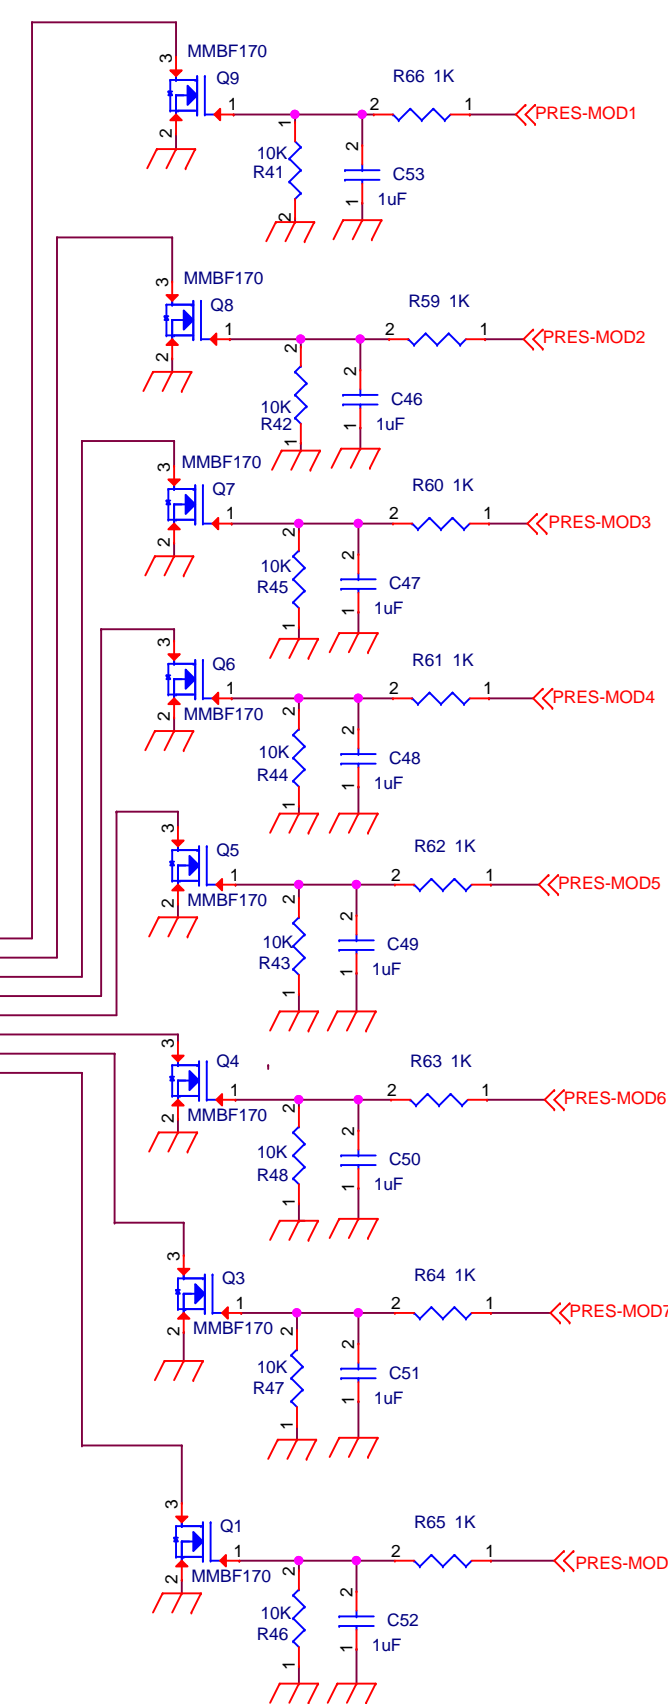 MMBF170
3
Q9
R66 1K
1
2
1
PRES-MOD1
2
1
10K
R41
2
2
C53
1
1uF
MMBF170
3
Q8
R59 1K
1
2
1
PRES-MOD2
2
2
10K
R42
1
2
C46
1
1uF
MMBF170
3
Q7
R60 1K
1
2
1
PRES-MOD3
2
2
10K
R45
1
2
C47
1
1uF
3
Q6
R61 1K
1
2
1
PRES-MOD4
2
MMBF170
2
10K
R44
1
2
C48
1
1uF
3
Q5
R62 1K
1
2
1
PRES-MOD5
2
MMBF170
2
10K
R43
1
2
C49
1
1uF
3
Q4
R63 1K
1
2
1
PRES-MOD6
2
MMBF170
2
10K
R48
1
2
C50
1
1uF
3
Q3
R64 1K
1
2
1
PRES-MOD7
2
MMBF170
2
10K
R47
1
2
C51
1
1uF
3
Q1
R65 1K
1
2
1
PRES-MOD
2
MMBF170
2
10K
R46
1
2
C52
1
1uF